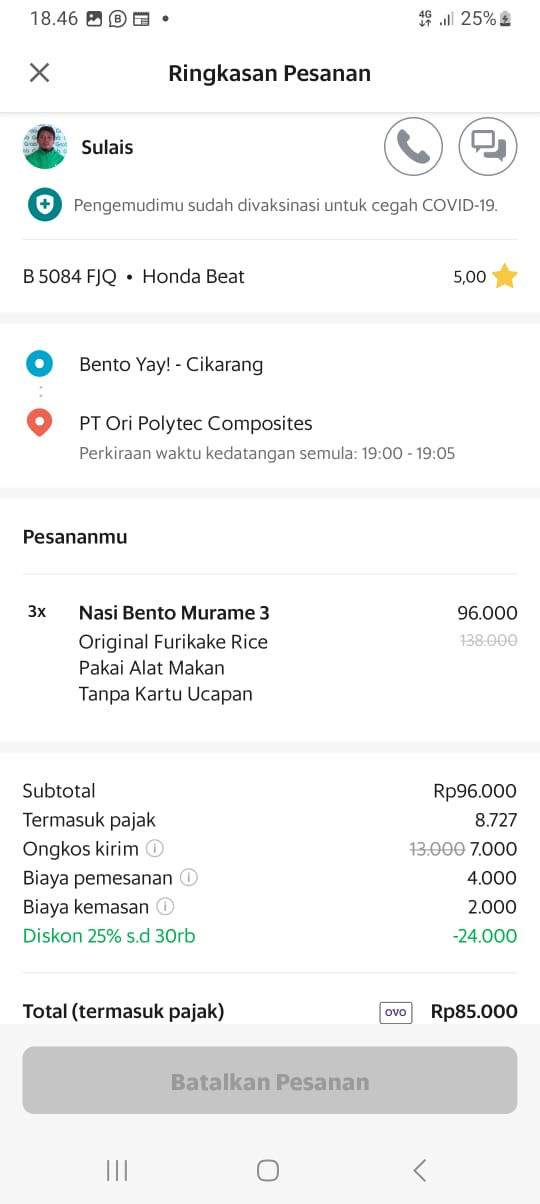 18.46 4G 25%
Ringkasan Pesanan
Sulais
Pengemudimu sudah divaksinasi untuk cegah COVID-19.
B 5084 FJQ • Honda Beat 5,00
Bento Yay! - Cikarang
PT Ori Polytec Composites
Perkiraan waktu kedatangan semula: 19:00 - 19:05
Pesananmu
3x Nasi Bento Murame 3 96.000
Original Furikake Rice 138.000
Pakai Alat Makan
Tanpa Kartu Ucapan
Subtotal Rp96.000
Termasuk pajak 8.727
Ongkos kirim 13.000 7.000
Biaya pemesanan 4.000
Biaya kemasan 2.000
Diskon 25% s.d 30rb -24.000
Total (termasuk pajak) OVO Rp85.000
Batalkan Pesanan